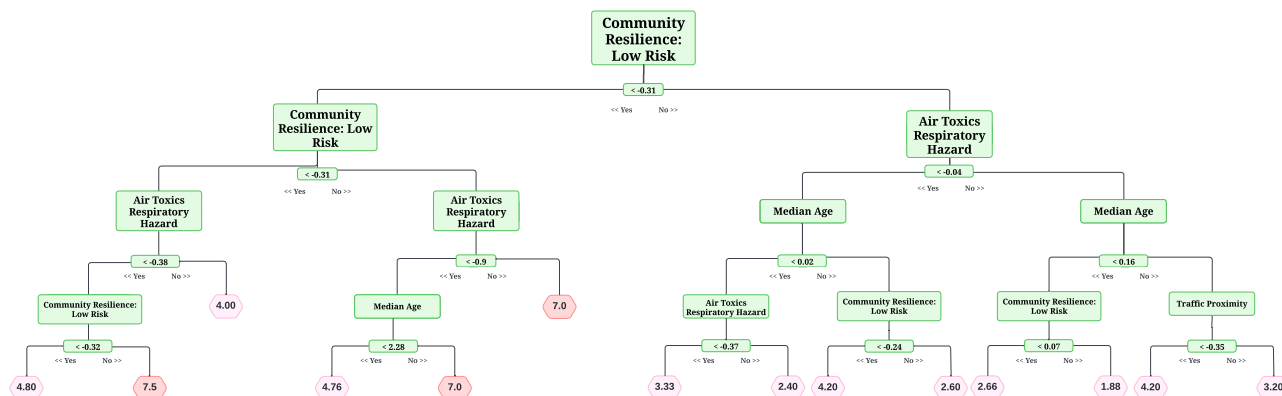 Community
Resilience:
Low Risk
< -0.31
<< Yes No >>
Community
Resilience: Low
Risk
Air Toxics
Respiratory
Hazard
< -0.31
<< Yes No >>
< -0.04
<< Yes No >>
Air Toxics
Respiratory
Hazard
Air Toxics
Respiratory
Hazard
Median Age
Median Age
< -0.38
<< Yes No >>
< -0.9
<< Yes No >>
< 0.02
<< Yes No >>
< 0.16
<< Yes No >>
Community Resilience:
Low Risk
4.00
Median Age
7.0
Air Toxics
Respiratory Hazard
Community Resilience:
Low Risk
Community Resilience:
Low Risk
Traffic Proximity
< -0.32
<< Yes No >>
< 2.28
<< Yes No >>
< -0.37
<< Yes No >>
< -0.24
<< Yes No >>
< 0.07
<< Yes No >>
< -0.35
<< Yes No >>
4.80
7.5
4.76
7.0
3.33
2.40
4.20
2.60
2.66
1.88
4.20
3.20